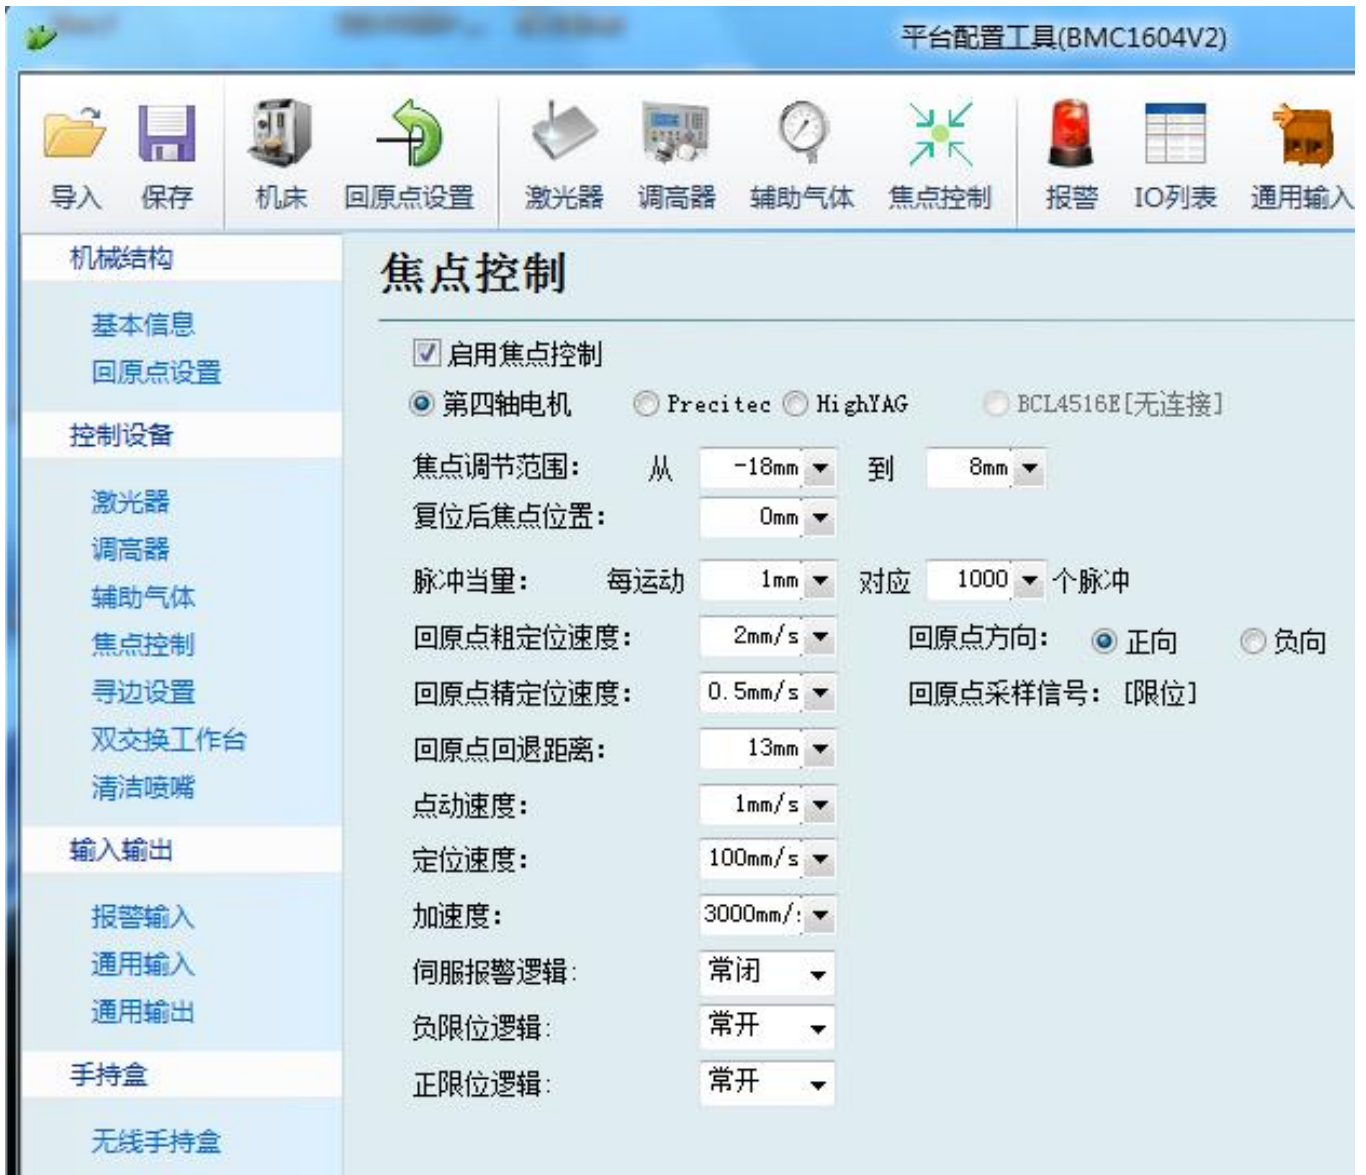 平台配置工具(BMC1604V2)
导入 保存 机床 回原点设置 激光器 调高器 辅助气体 焦点控制 报警 IO列表 通用输入
机械结构
基本信息
回原点设置
控制设备
激光器
调高器
辅助气体
焦点控制
寻边设置
双交换工作台
清洁喷嘴
输入输出
报警输入
通用输入
通用输出
手持盒
无线手持盒
焦点控制
启用焦点控制
第四轴电机 Precitec HighYAG BCL4516E[无连接]
焦点调节范围: 从 -18mm 到 8mm
复位后焦点位置: 0mm
脉冲当量: 每运动 1mm 对应 1000 个脉冲
回原点粗定位速度: 2mm/s 回原点方向: 正向 负向
回原点精定位速度: 0.5mm/s 回原点采样信号: [限位]
回原点回退距离: 13mm
点动速度: 1mm/s
定位速度: 100mm/s
加速度: 3000mm/
伺服报警逻辑: 常闭
负限位逻辑: 常开
正限位逻辑: 常开